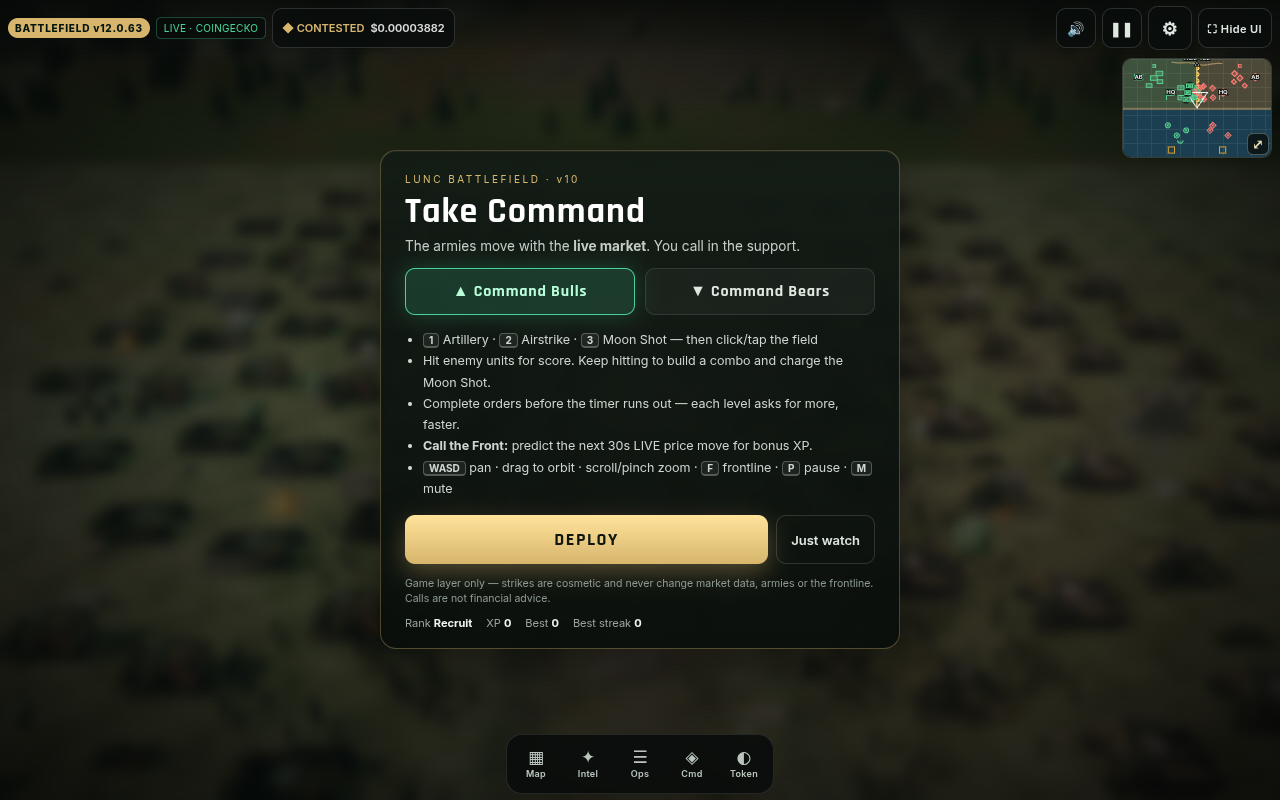 BATTLEFIELD v12.0.63
LIVE · COINGECKO
◆ CONTESTED $0.00003882
Hide UI
AB
AB
HQ
HQ
LUNC BATTLEFIELD · v10
Take Command
The armies move with the live market. You call in the support.
▲ Command Bulls
▼ Command Bears
• 1 Artillery · 2 Airstrike · 3 Moon Shot — then click/tap the field
• Hit enemy units for score. Keep hitting to build a combo and charge the
Moon Shot.
• Complete orders before the timer runs out — each level asks for more,
faster.
• Call the Front: predict the next 30s LIVE price move for bonus XP.
• WASD pan · drag to orbit · scroll/pinch zoom · F frontline · P pause · M
mute
DEPLOY
Just watch
Game layer only — strikes are cosmetic and never change market data, armies or the frontline.
Calls are not financial advice.
Rank Recruit XP 0 Best 0 Best streak 0
Map
Intel
Ops
Cmd
Token